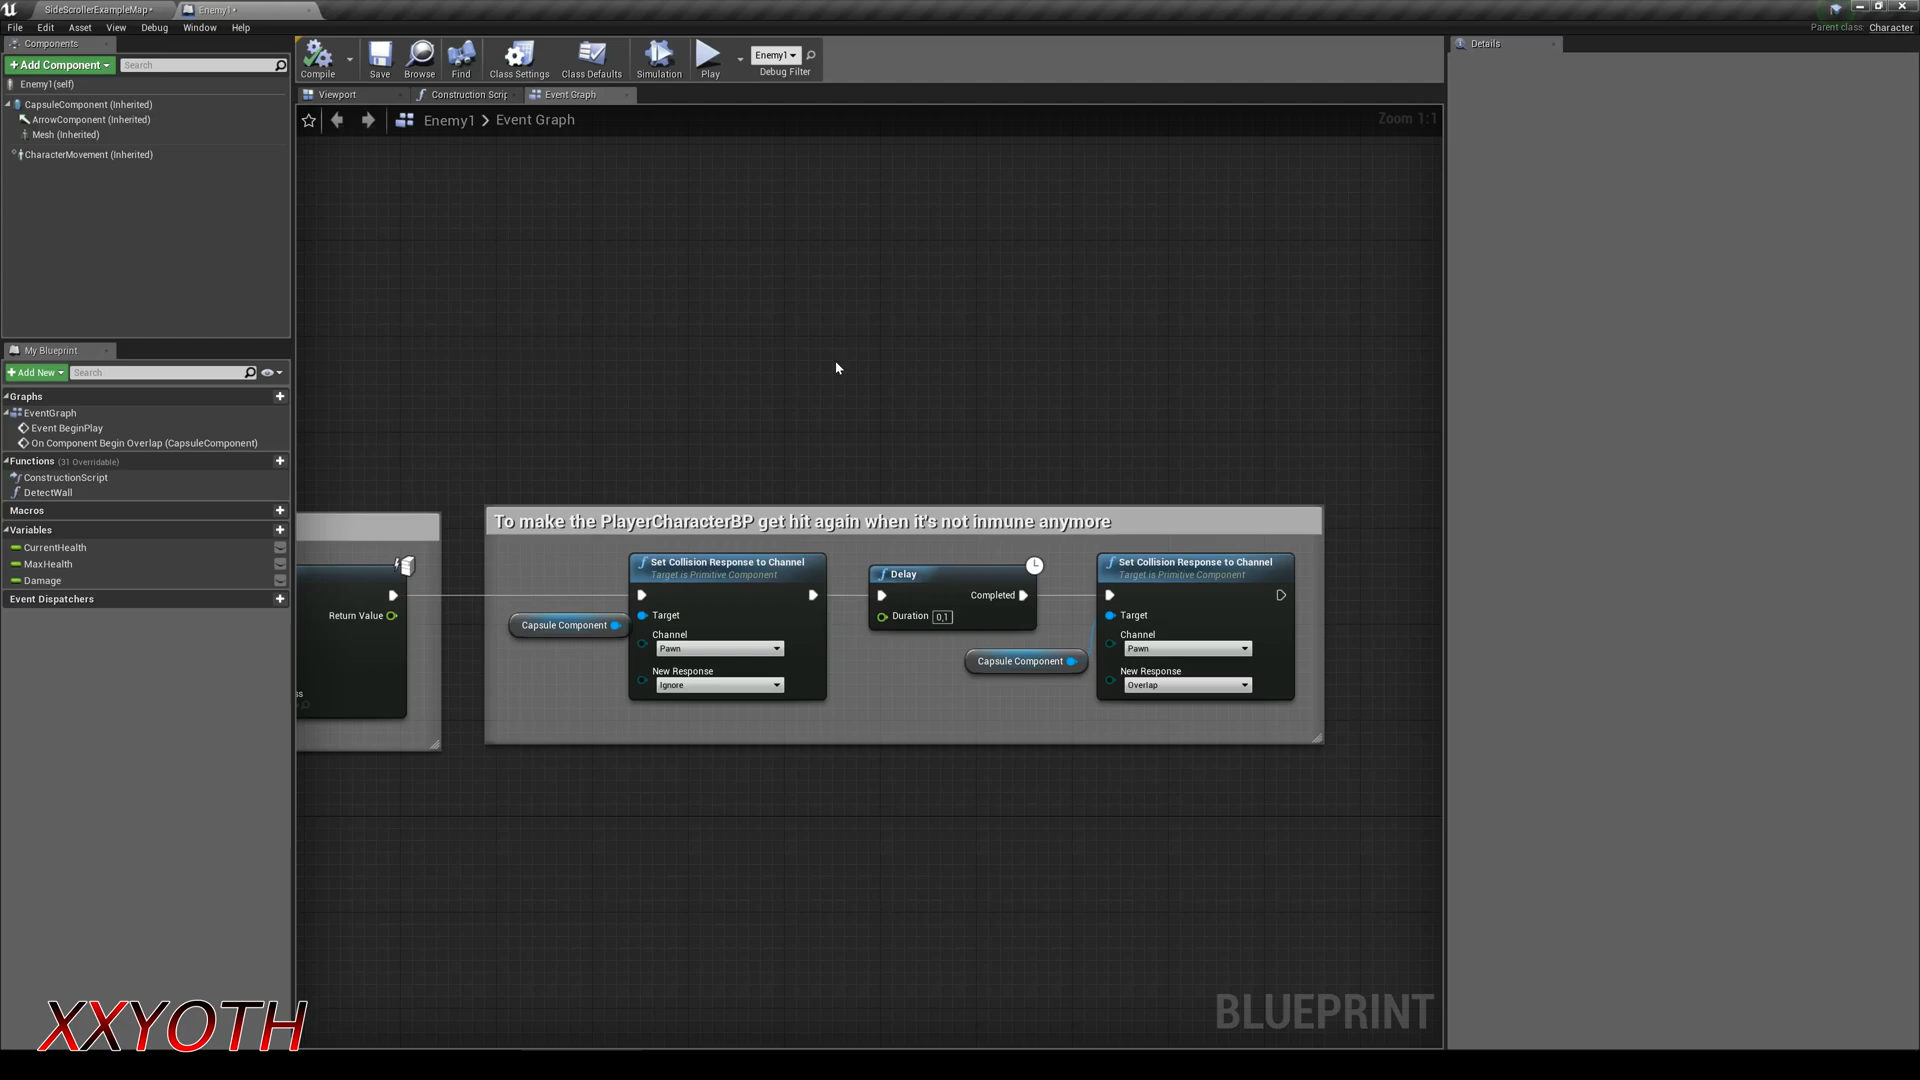 SideScrollerExampleMap*
Enemy1*
File Edit Asset View Debug Window Help
Parent class: Character
Components
+Add Component
Search
Enemy1(self)
CapsuleComponent (Inherited)
ArrowComponent (Inherited)
Mesh (Inherited)
CharacterMovement (Inherited)
My Blueprint
+Add New
Search
Graphs
EventGraph
Event BeginPlay
On Component Begin Overlap (CapsuleComponent)
Functions (31 Overridable)
ConstructionScript
DetectWall
Macros
Variables
CurrentHealth
MaxHealth
Damage
Event Dispatchers
Compile Save Browse Find Class Settings Class Defaults Simulation Play
Enemy1
Debug Filter
Viewport
Construction Scrip
Event Graph
Enemy1 > Event Graph
Zoom 1:1
Return Value
ss
To make the PlayerCharacterBP get hit again when it's not inmune anymore
Capsule Component
Set Collision Response to Channel
Target is Primitive Component
Target
Channel
Pawn
New Response
Ignore
Delay
Completed
Duration 0,1
Capsule Component
Set Collision Response to Channel
Target is Primitive Component
Target
Channel
Pawn
New Response
Overlap
Details
BLUEPRINT
XXYOTH